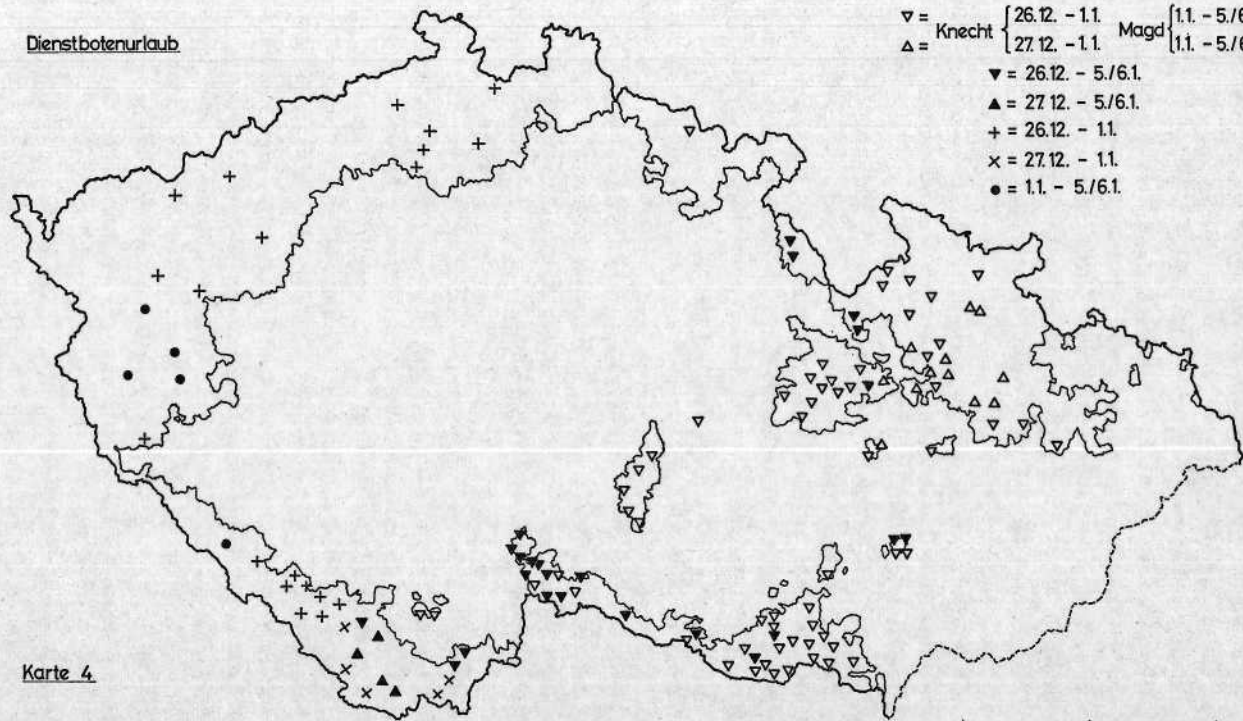 Dienstbotenurlaub
▽ = Knecht { 26.12. – 1.1. Magd { 1.1. – 5./6
△ = 27.12. – 1.1. 1.1. – 5./6
▼ = 26.12. – 5./6.1.
▲ = 27.12. – 5./6.1.
+ = 26.12. – 1.1.
× = 27.12. – 1.1.
● = 1.1. – 5./6.1.
Karte 4